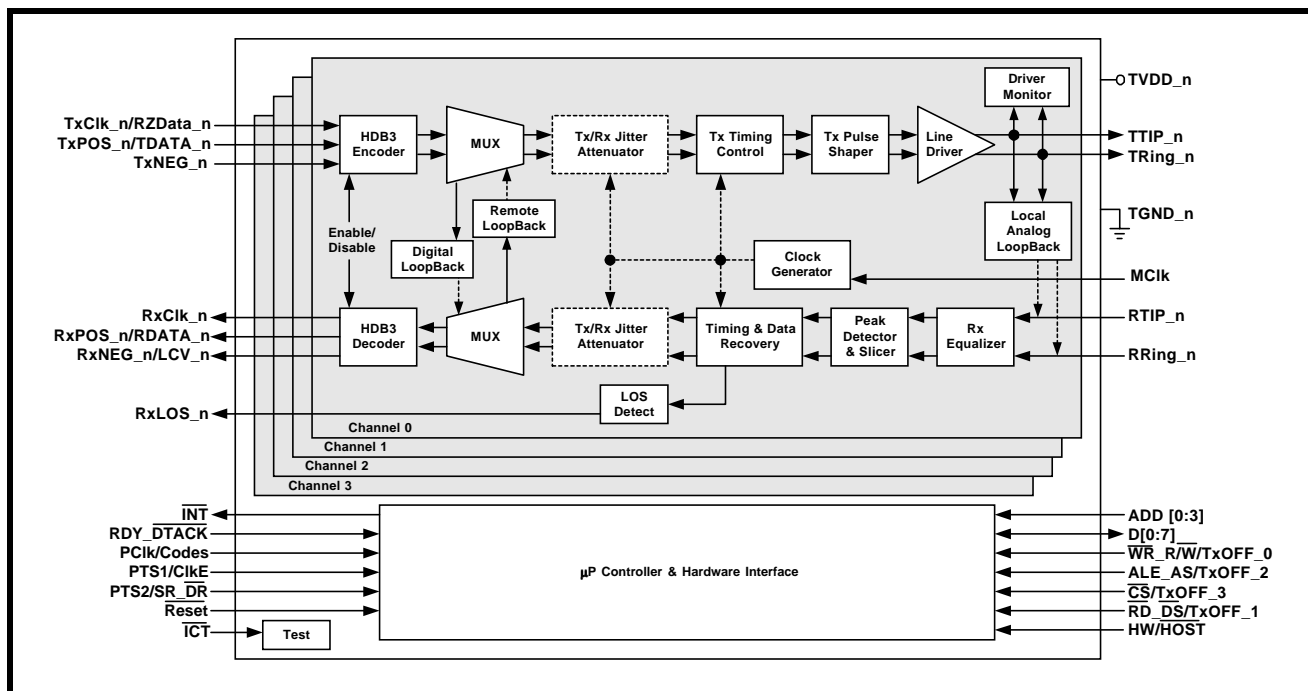 TxClk_n/RZData_n
TxPOS_n/TDATA_n
TxNEG_n
HDB3
Encoder
MUX
Tx/Rx Jitter
Attenuator
Tx Timing
Control
Tx Pulse
Shaper
Line
Driver
Driver
Monitor
TVDD_n
TTIP_n
TRing_n
TGND_n
Enable/
Disable
Digital
LoopBack
Remote
LoopBack
Clock
Generator
Local
Analog
LoopBack
MClk
RxClk_n
RxPOS_n/RDATA_n
RxNEG_n/LCV_n
HDB3
Decoder
MUX
Tx/Rx Jitter
Attenuator
Timing & Data
Recovery
Peak
Detector
& Slicer
Rx
Equalizer
RTIP_n
RRing_n
RxLOS_n
LOS
Detect
Channel 0
Channel 1
Channel 2
Channel 3
INT
RDY_DTACK
PClk/Codes
PTS1/ClkE
PTS2/SR_DR
Reset
ICT
Test
µP Controller & Hardware Interface
ADD [0:3]
D[0:7]
WR_R/W/TxOFF_0
ALE_AS/TxOFF_2
CS/TxOFF_3
RD_DS/TxOFF_1
HW/HOST